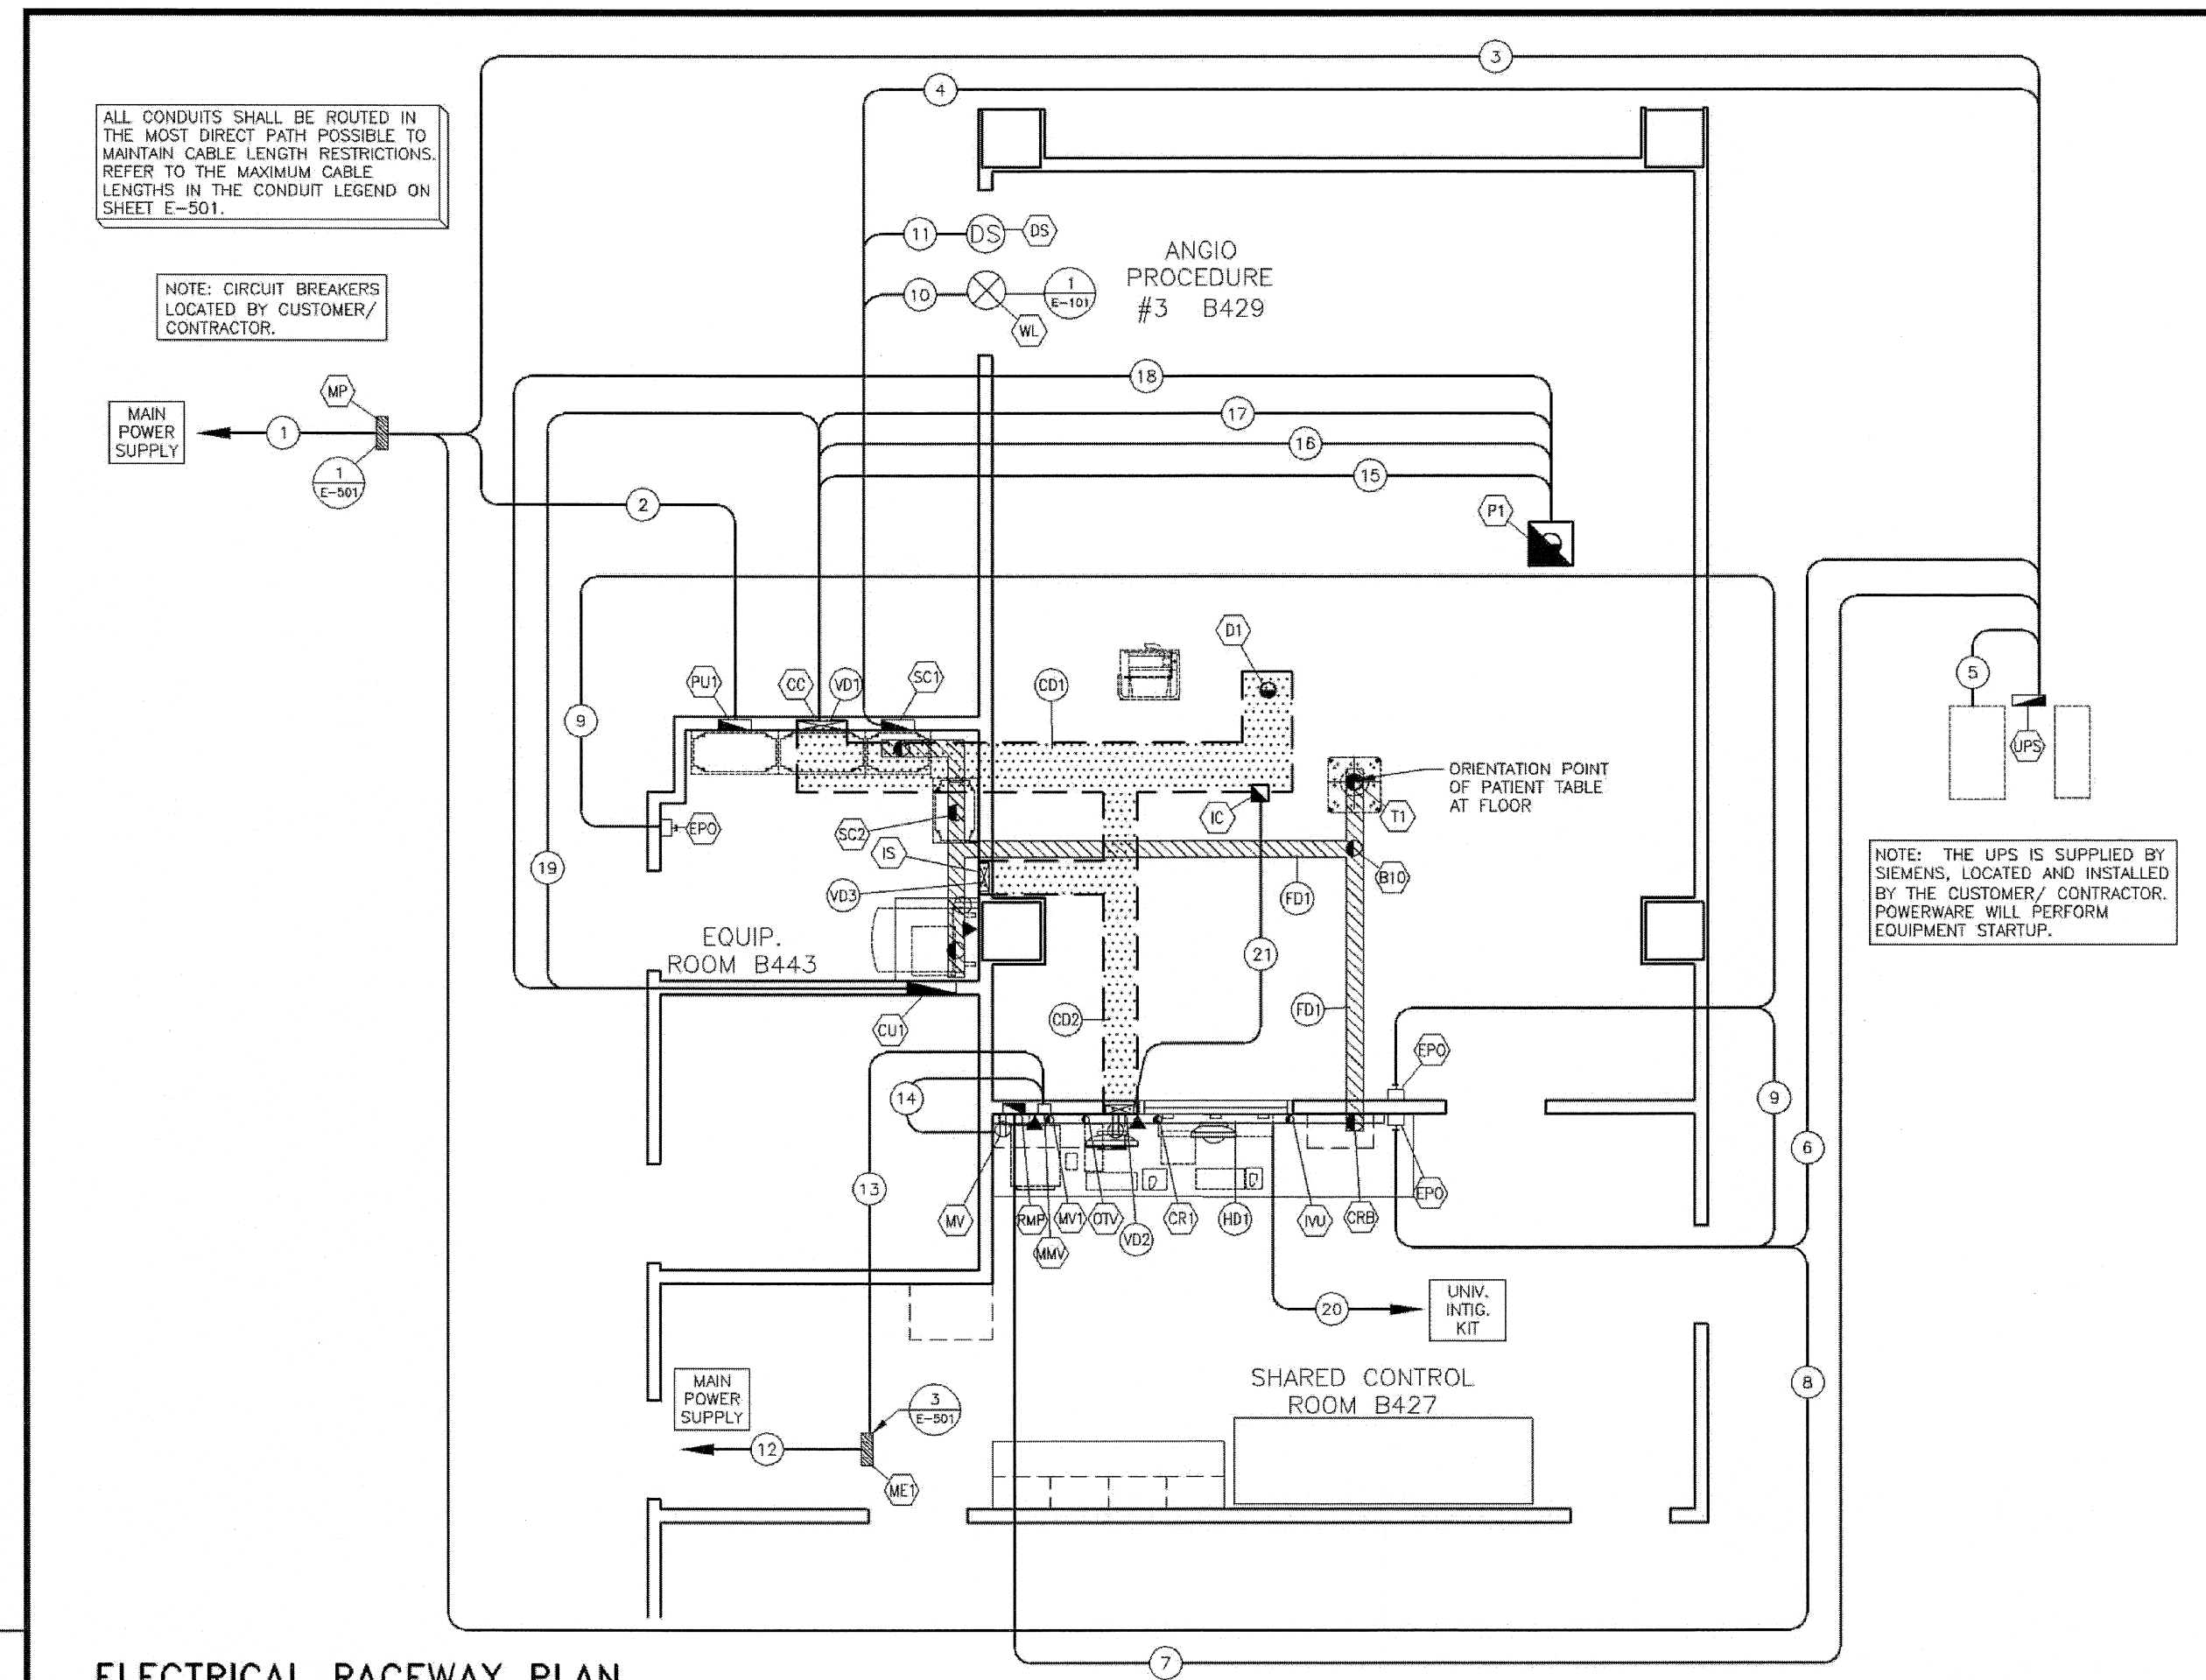 3
4
ALL CONDUITS SHALL BE ROUTED IN
THE MOST DIRECT PATH POSSIBLE TO
MAINTAIN CABLE LENGTH RESTRICTIONS.
REFER TO THE MAXIMUM CABLE
LENGTHS IN THE CONDUIT LEGEND ON
SHEET E-501.
11
DS
DS
ANGIO
PROCEDURE
#3 B429
NOTE: CIRCUIT BREAKERS
LOCATED BY CUSTOMER/
CONTRACTOR.
10
1
E-101
WL
MP
18
MAIN
POWER
SUPPLY
1
17
16
1
E-501
15
2
P1
D1
PU1
CC
VD1
SC1
CD1
5
9
UPS
ORIENTATION POINT
OF PATIENT TABLE
AT FLOOR
T1
IC
EPO
SC2
IS
19
VD3
B10
FD1
NOTE: THE UPS IS SUPPLIED BY
SIEMENS, LOCATED AND INSTALLED
BY THE CUSTOMER/ CONTRACTOR.
POWERWARE WILL PERFORM
EQUIPMENT STARTUP.
EQUIP.
ROOM B443
21
CU1
CD2
FD1
EPO
14
9
6
13
MV
RMP
MV1
OTV
CR1
HD1
IVU
CRB
EPO
MMV
VD2
20
UNIV.
INTIG.
KIT
MAIN
POWER
SUPPLY
3
E-501
SHARED CONTROL
ROOM B427
8
12
ME1
7
ELECTRICAL RACEWAY PLAN